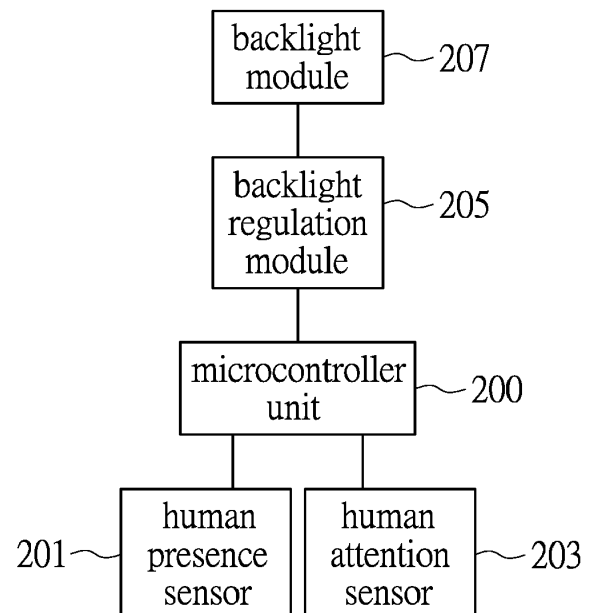 backlight
module
207
backlight
regulation
module
205
microcontroller
unit
200
human
presence
sensor
201
human
attention
sensor
203